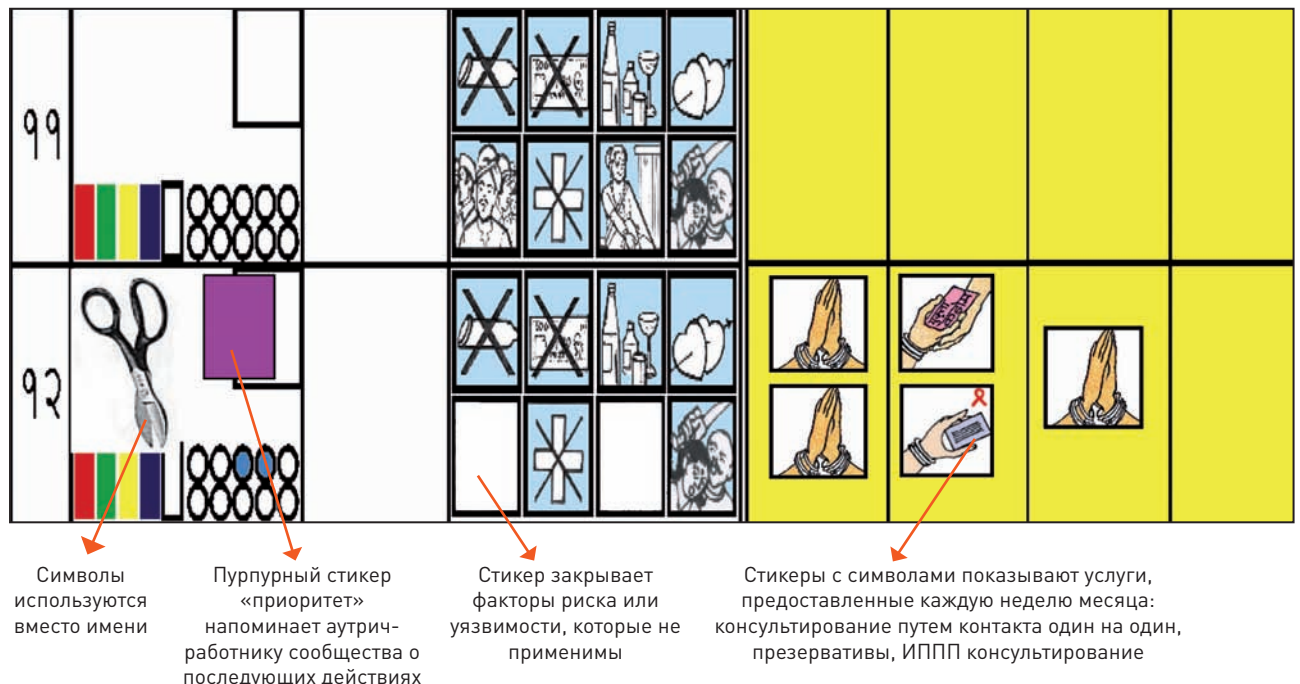 ११
१२
Символы
используются
вместо имени
Пурпурный стикер
«приоритет»
напоминает аутрич-
работнику сообщества о
последующих действиях
Стикер закрывает
факторы риска или
уязвимости, которые не
применимы
Стикеры с символами показывают услуги,
предоставленные каждую неделю месяца:
консультирование путем контакта один на один,
презервативы, ИППП консультирование